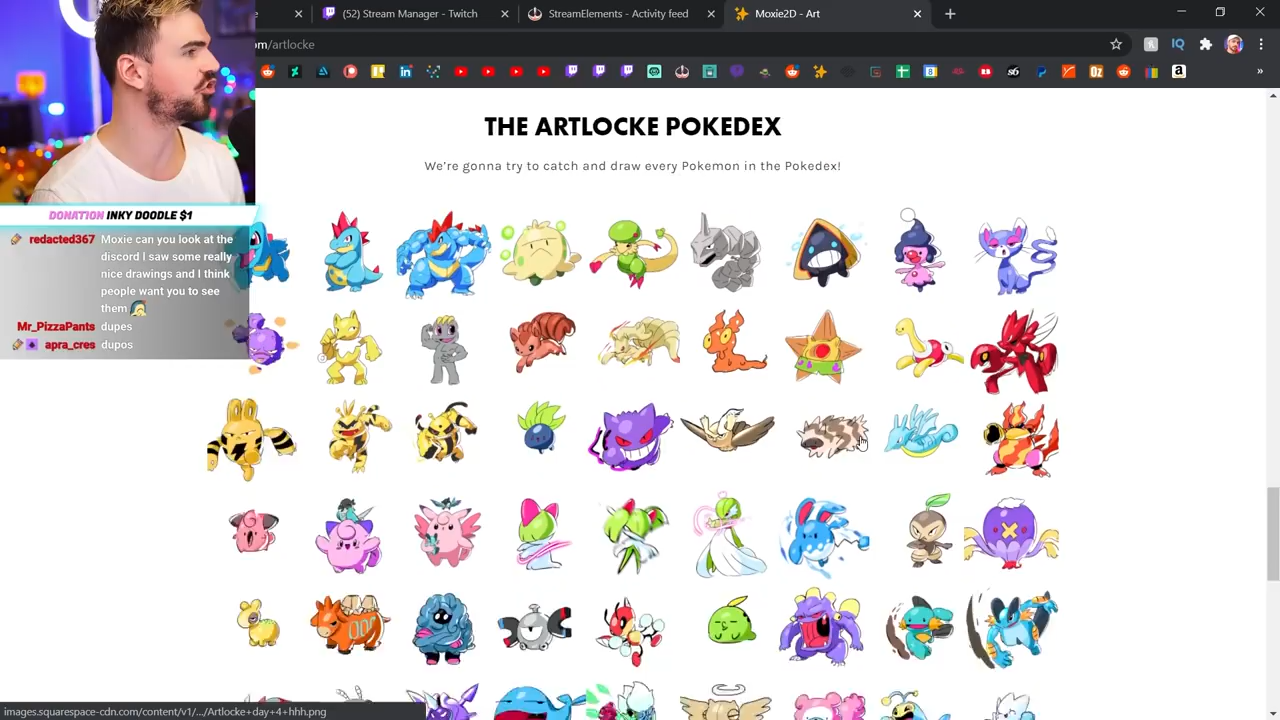 (52) Stream Manager - Twitch
StreamElements - Activity feed
Moxie2D - Art
om/artlocke
THE ARTLOCKE POKEDEX
We're gonna try to catch and draw every Pokemon in the Pokedex!
DONATION INKY DOODLE $1
redacted367 Moxie can you look at the
discord I saw some really
nice drawings and I think
people want you to see
them
Mr_PizzaPants dupes
apra_cres dupos
images.squarespace-cdn.com/content/v1/.../Artlocke+day+4+hhh.png